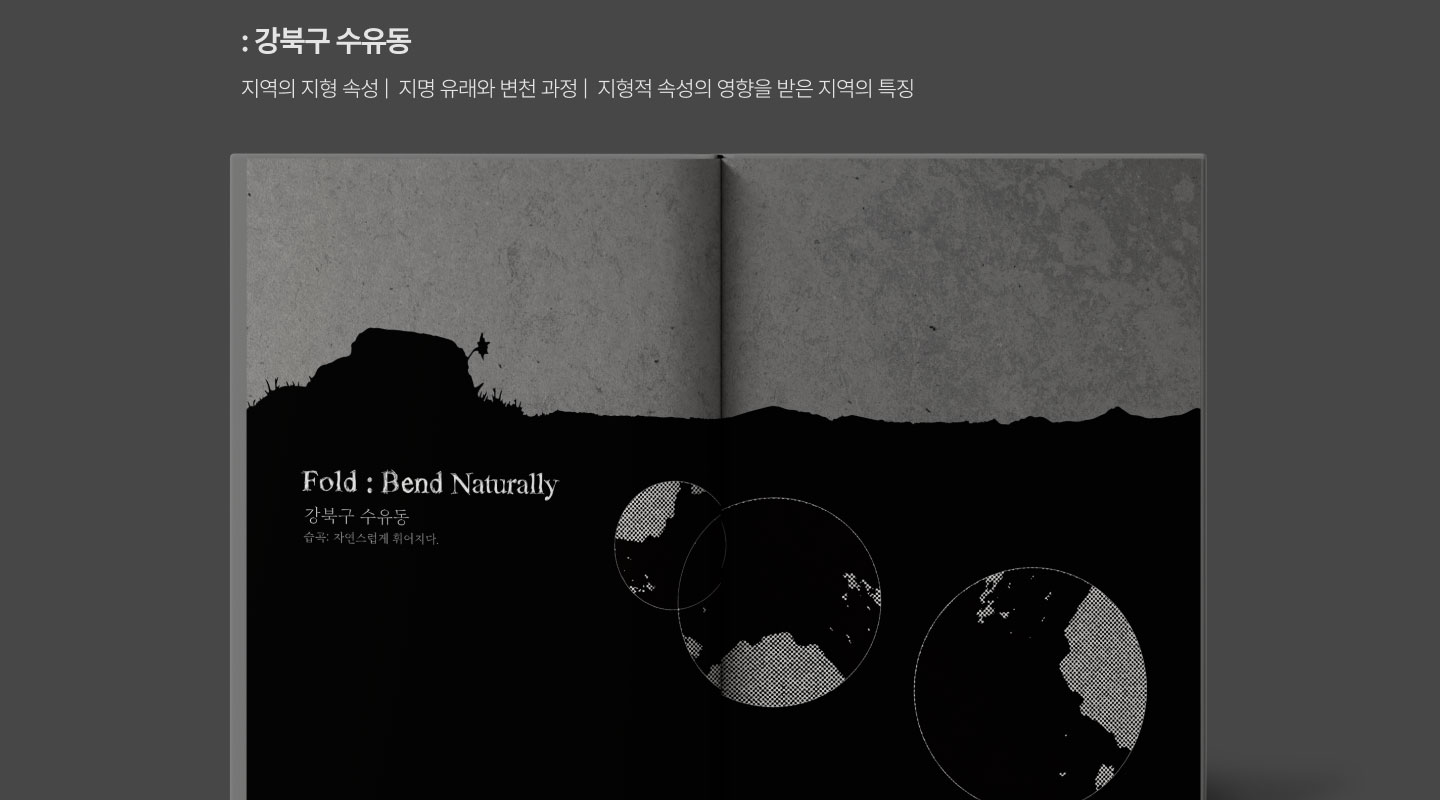 : 강북구 수유동
지역의 지형 속성 | 지명 유래와 변천 과정 | 지형적 속성의 영향을 받은 지역의 특징
Fold : Bend Naturally
강북구 수유동
습곡: 자연스럽게 휘어지다.